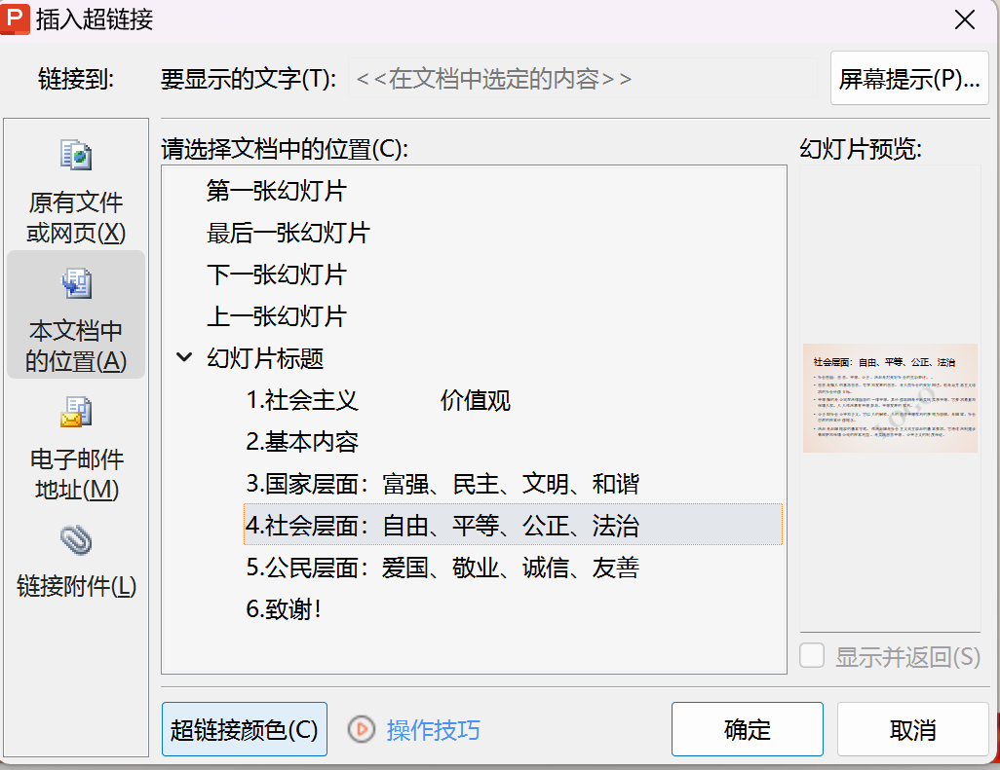 插入超链接
链接到:
要显示的文字(T):
<<在文档中选定的内容>>
屏幕提示(P)...
原有文件
或网页(X)
本文档中
的位置(A)
电子邮件
地址(M)
链接附件(L)
请选择文档中的位置(C):
第一张幻灯片
最后一张幻灯片
下一张幻灯片
上一张幻灯片
幻灯片标题
1.社会主义 价值观
2.基本内容
3.国家层面：富强、民主、文明、和谐
4.社会层面：自由、平等、公正、法治
5.公民层面：爱国、敬业、诚信、友善
6.致谢！
幻灯片预览:
社会层面：自由、平等、公正、法治
显示并返回(S)
超链接颜色(C)
操作技巧
确定
取消